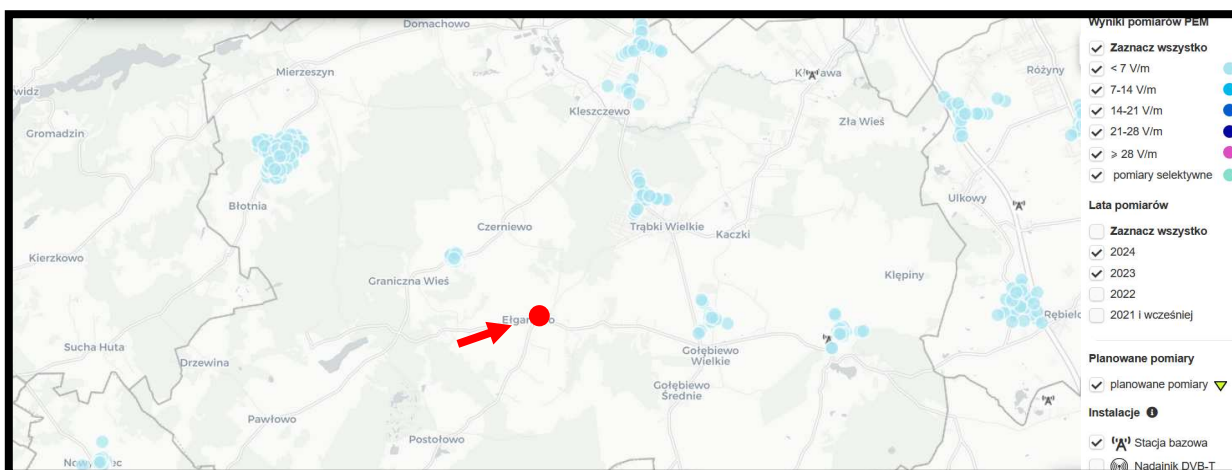 Domachowo
Wyniki pomiarów PEM
Zaznacz wszystko
< 7 V/m
7-14 V/m
14-21 V/m
21-28 V/m
⩾ 28 V/m
pomiary selektywne
Lata pomiarów
Zaznacz wszystko
2024
2023
2022
2021 i wcześniej
Planowane pomiary
planowane pomiary
Instalacje
Stacja bazowa
Nadajnik DVB-T
Mierzeszyn
Różyny
Kleszczewo
Zła Wieś
Gromadzin
Błotnia
Ulkowy
Czerniewo
Trąbki Wielkie
Kaczki
Kierzkowo
Graniczna Wieś
Klępiny
Sucha Huta
Drzewina
Gołębiewo
Wielkie
Gołębiewo
Średnie
Pawłowo
Postołowo